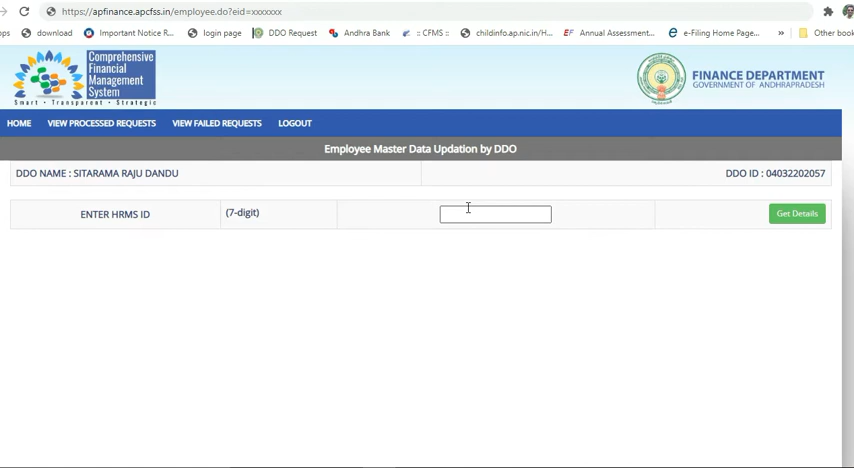 https://apfinance.apcfss.in/employee.do?eid=xxxxxxx
ps download Important Notice R... login page DDO Request Andhra Bank :: CFMS :: childinfo.ap.nic.in/H... EF Annual Assessment... e-Filing Home Page... » Other book
Comprehensive
Financial
Management
System
Smart • Transparent • Strategic
FINANCE DEPARTMENT
GOVERNMENT OF ANDHRAPRADESH
HOME VIEW PROCESSED REQUESTS VIEW FAILED REQUESTS LOGOUT
Employee Master Data Updation by DDO
DDO NAME : SITARAMA RAJU DANDU DDO ID : 04032202057
ENTER HRMS ID (7-digit) Get Details